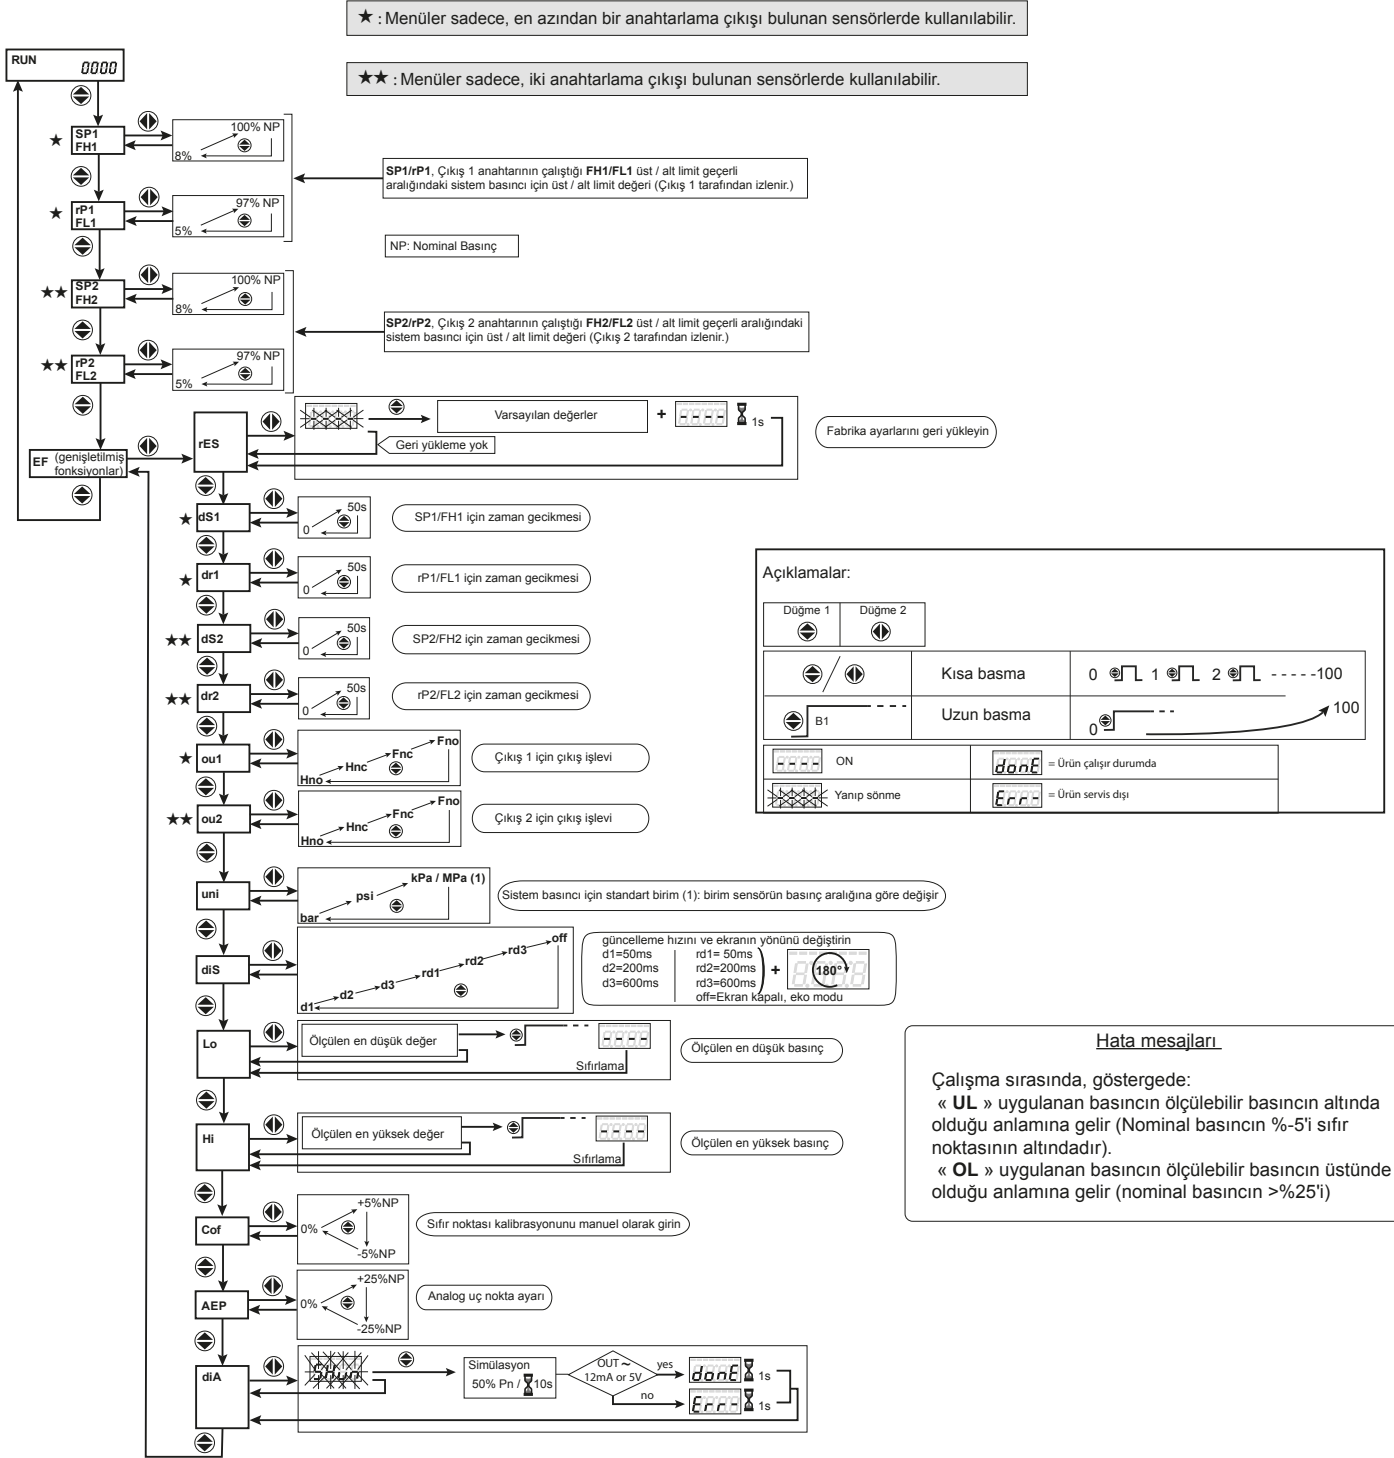 ★ : Menüler sadece, en azından bir anahtarlama çıkışı bulunan sensörlerde kullanılabilir.
★★ : Menüler sadece, iki anahtarlama çıkışı bulunan sensörlerde kullanılabilir.
RUN
0000
★
SP1
FH1
100% NP
8%
SP1/rP1, Çıkış 1 anahtarının çalıştığı FH1/FL1 üst / alt limit geçerli
aralığındaki sistem basıncı için üst / alt limit değeri (Çıkış 1 tarafından izlenir.)
★
rP1
FL1
97% NP
5%
NP: Nominal Basınç
★★
SP2
FH2
100% NP
8%
SP2/rP2, Çıkış 2 anahtarının çalıştığı FH2/FL2 üst / alt limit geçerli aralığındaki
sistem basıncı için üst / alt limit değeri (Çıkış 2 tarafından izlenir.)
★★
rP2
FL2
97% NP
5%
EF (genişletilmiş
fonksiyonlar)
rES
Varsayılan değerler
+
1s
Geri yükleme yok
Fabrika ayarlarını geri yükleyin
★
dS1
50s
0
SP1/FH1 için zaman gecikmesi
★
dr1
50s
0
rP1/FL1 için zaman gecikmesi
★★
dS2
50s
0
SP2/FH2 için zaman gecikmesi
★★
dr2
50s
0
rP2/FL2 için zaman gecikmesi
★
ou1
Hno
Hnc
Fnc
Fno
Çıkış 1 için çıkış işlevi
★★
ou2
Hno
Hnc
Fnc
Fno
Çıkış 2 için çıkış işlevi
uni
bar
psi
kPa / MPa (1)
Sistem basıncı için standart birim (1): birim sensörün basınç aralığına göre değişir
diS
d1
d2
d3
rd1
rd2
rd3
off
güncelleme hızını ve ekranın yönünü değiştirin
d1=50ms rd1= 50ms
d2=200ms rd2=200ms
d3=600ms rd3=600ms
+
180°
off=Ekran kapalı, eko modu
Lo
Ölçülen en düşük değer
Sıfırlama
Ölçülen en düşük basınç
Hi
Ölçülen en yüksek değer
Sıfırlama
Ölçülen en yüksek basınç
Cof
+5%NP
0%
-5%NP
Sıfır noktası kalibrasyonunu manuel olarak girin
AEP
+25%NP
0%
-25%NP
Analog uç nokta ayarı
diA
Simülasyon
50% Pn / 10s
OUT ~
12mA or 5V
yes
donE
1s
no
Err-
1s
Açıklamalar:
Düğme 1 Düğme 2
/
Kısa basma
0 1 2 - - - - -100
B1
Uzun basma
0
100
- - - - ON
donE = Ürün çalışır durumda
Yanıp sönme
Err- = Ürün servis dışı
Hata mesajları
Çalışma sırasında, göstergede:
« UL » uygulanan basıncın ölçülebilir basıncın altında
olduğu anlamına gelir (Nominal basıncın %-5'i sıfır
noktasının altındadır).
« OL » uygulanan basıncın ölçülebilir basıncın üstünde
olduğu anlamına gelir (nominal basıncın >%25'i)